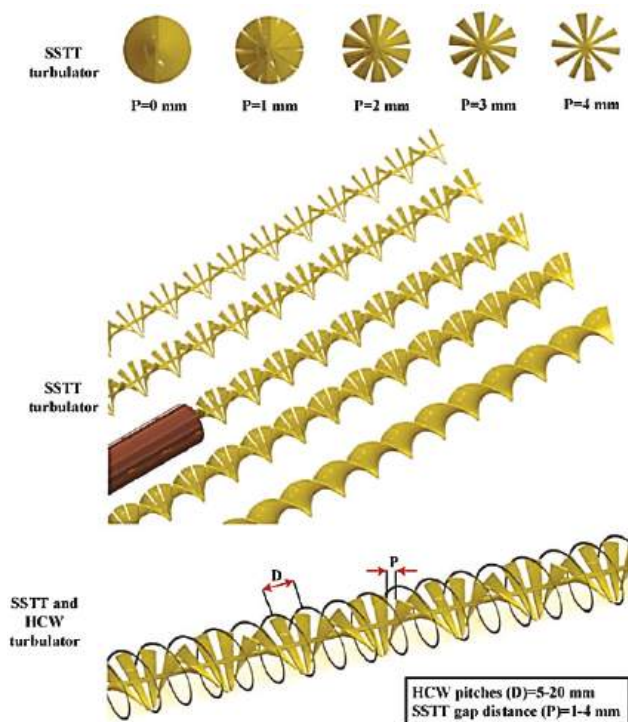 SSTT
turbulator
P=0 mm
P=1 mm
P=2 mm
P=3 mm
P=4 mm
SSTT
turbulator
SSTT and
HCW
turbulator
D
P
HCW pitches (D)=5-20 mm
SSTT gap distance (P)=1-4 mm